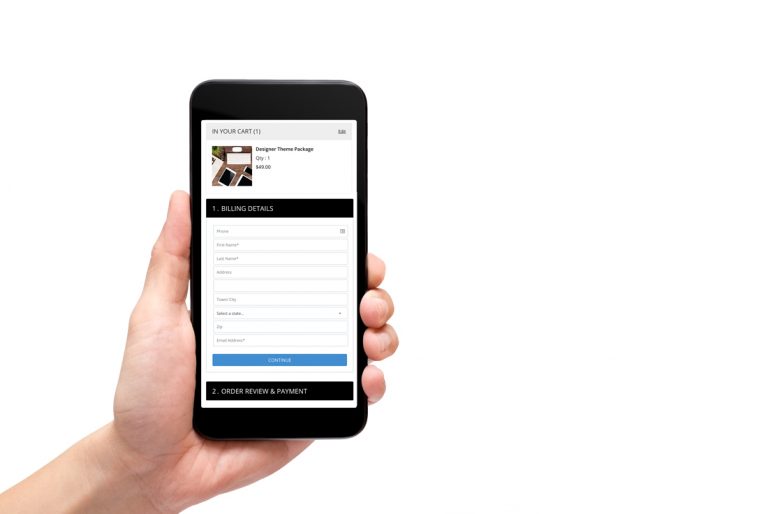 IN YOUR CART (1)
Edit
Designer Theme Package
Qty : 1
$49.00
1 . BILLING DETAILS
Phone
First Name*
Last Name*
Address
Town/ City
Select a state...
Zip
Email Address*
CONTINUE
2 . ORDER REVIEW & PAYMENT